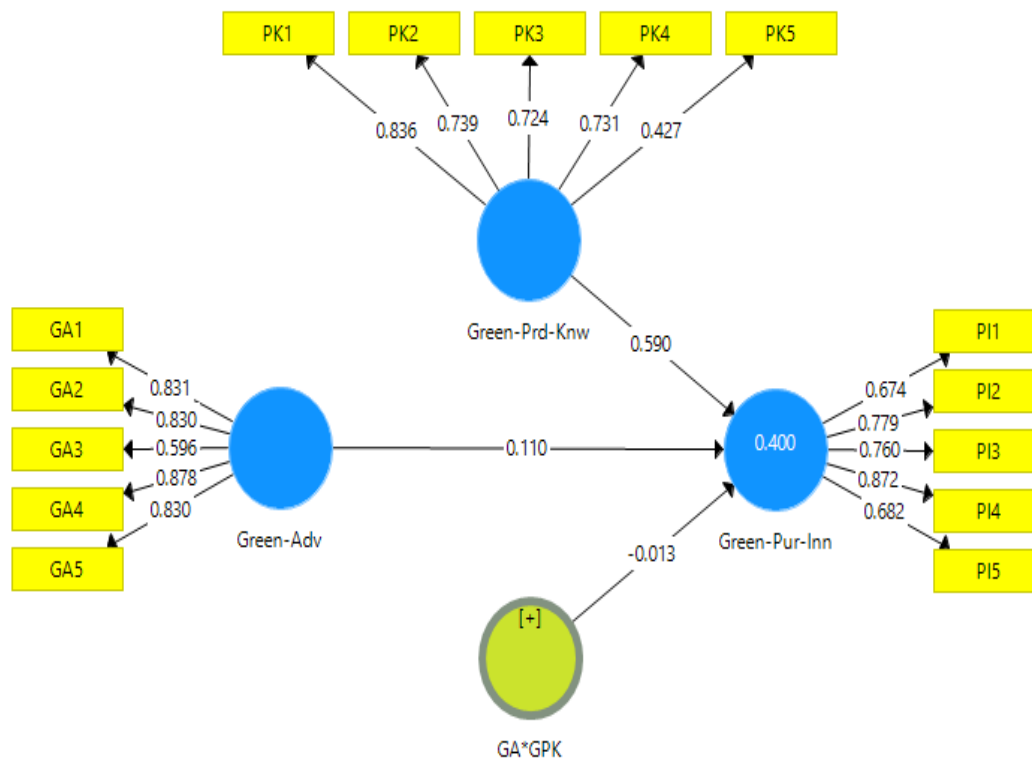 PK1 PK2 PK3 PK4 PK5
0.836 0.739 0.724 0.731 0.427
Green-Prd-Knw
0.590
GA1
GA2
GA3
GA4
GA5
0.831
0.830
0.596
0.878
0.830
Green-Adv
0.110
0.400
Green-Pur-Inn
0.674
0.779
0.760
0.872
0.682
PI1
PI2
PI3
PI4
PI5
-0.013
[+]
GA*GPK